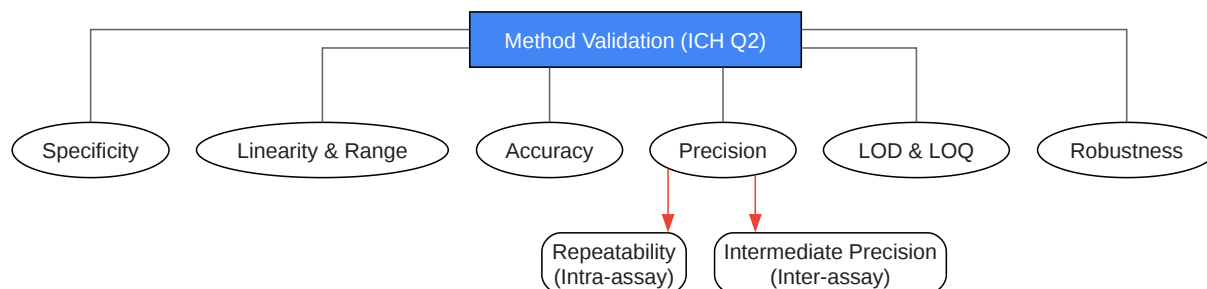 Method Validation (ICH Q2)
Specificity
Linearity & Range
Accuracy
Precision
LOD & LOQ
Robustness
Repeatability
(Intra-assay)
Intermediate Precision
(Inter-assay)